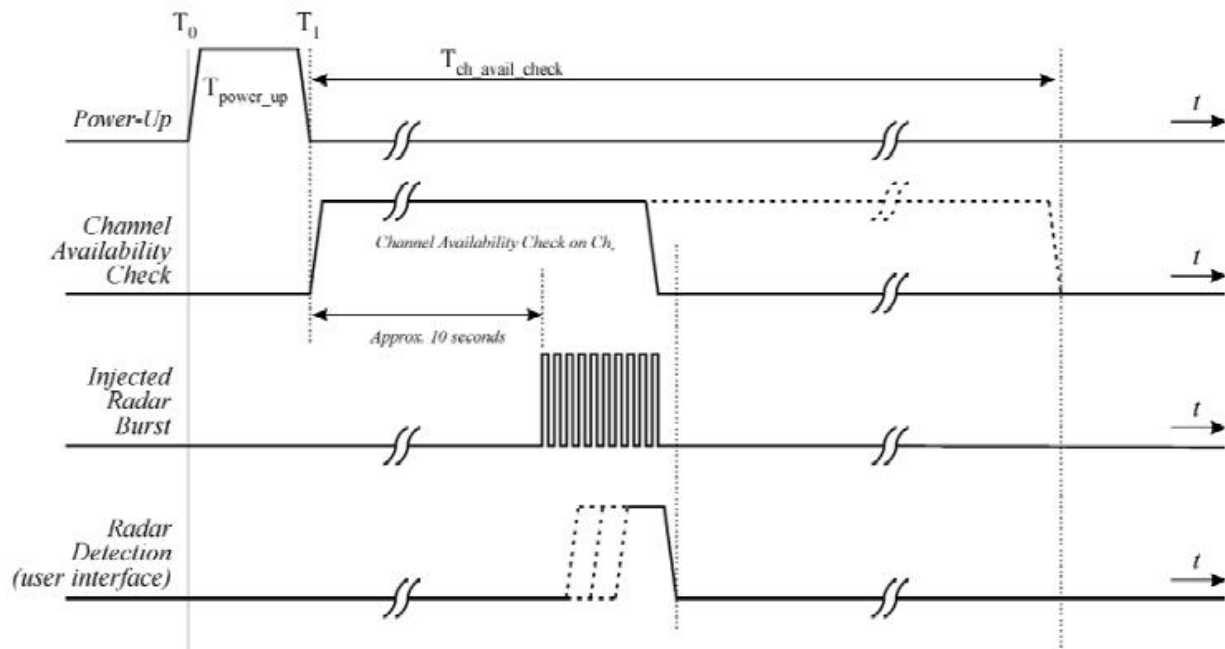 T0 T1
Tch_avail_check
Tpower_up
Power-Up
t
Channel
Availability
Check
Channel Availability Check on Chr
t
Approx. 10 seconds
Injected
Radar
Burst
t
Radar
Detection
(user interface)
t